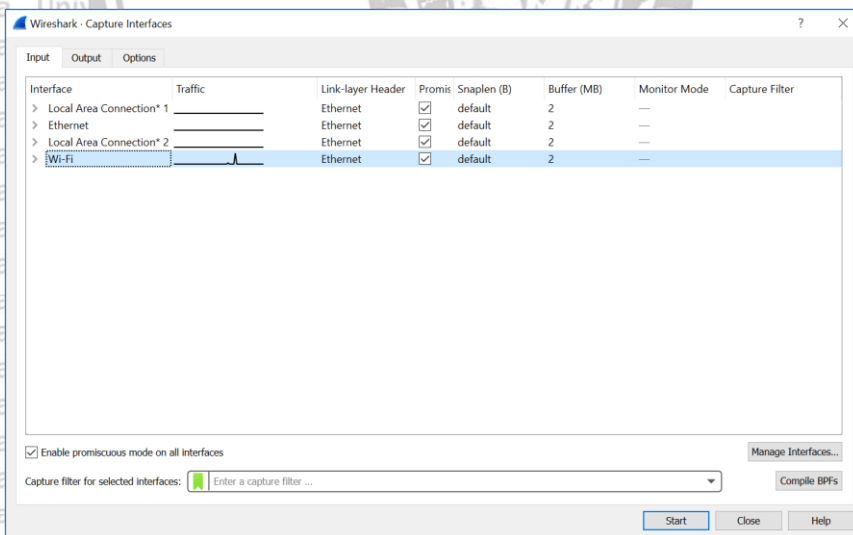 Wireshark · Capture Interfaces
Input Output Options
Interface Traffic Link-layer Header Promis Snaplen (B) Buffer (MB) Monitor Mode Capture Filter
Local Area Connection* 1 Ethernet default 2 —
Ethernet Ethernet default 2 —
Local Area Connection* 2 Ethernet default 2 —
Wi-Fi Ethernet default 2 —
Enable promiscuous mode on all interfaces
Manage Interfaces...
Capture filter for selected interfaces: Enter a capture filter ... Compile BPFs
Start Close Help